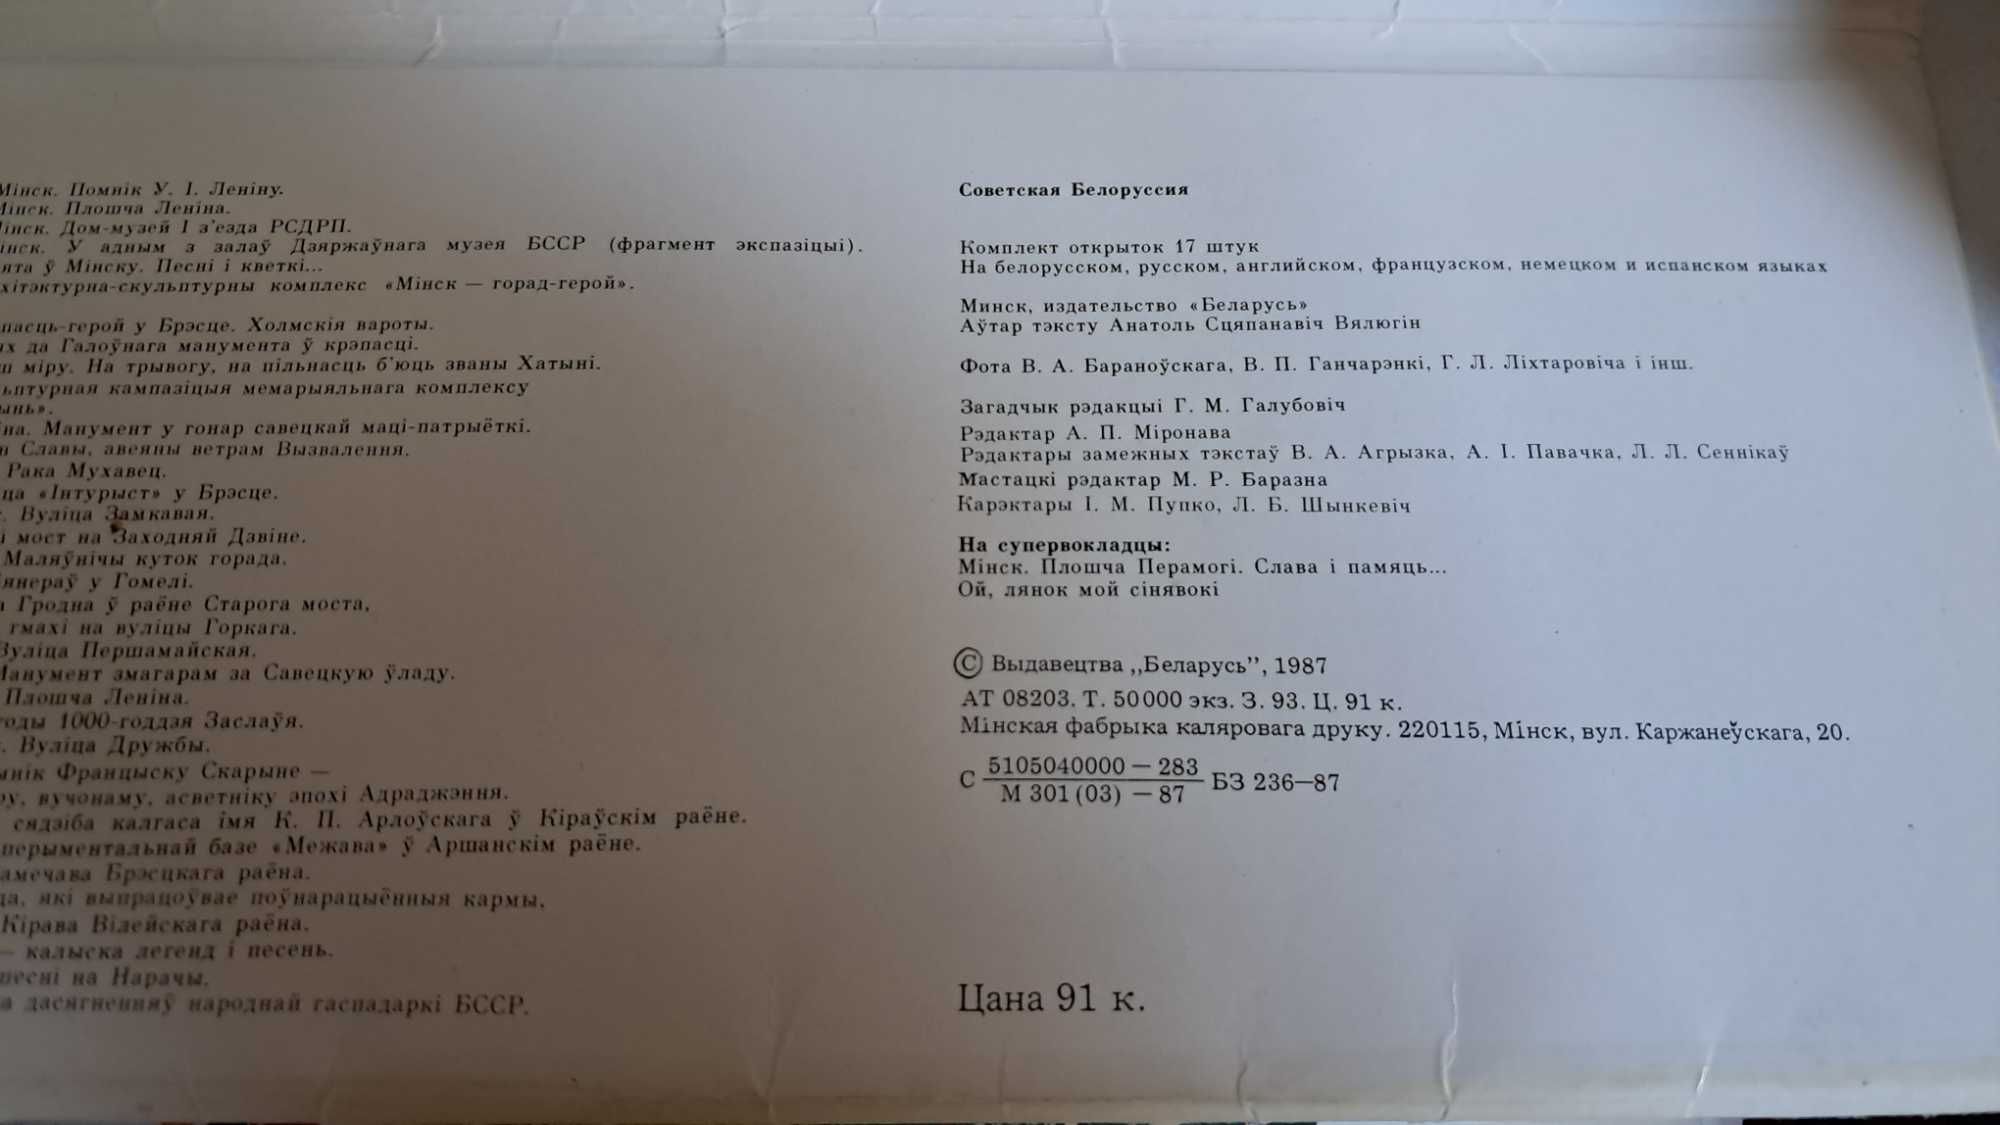 Мінск. Помнік У. І. Леніну.
Мінск. Плошча Леніна.
Мінск. Дом-музей I з'езда РСДРП.
У адным з залаў Дзяржаўнага музея БССР (фрагмент экспазіцыі).
ў Мінску. Песні і кветкі...
комплекс «Мінск — горад-герой».
у Брэсце. Холмскія вароты.
да Галоўнага манумента ў крэпасці.
міру. На трывогу, на пільнасць б'юць званы Хатыні.
кампазіцыя мемарыяльнага комплексу
Манумент у гонар савецкай маці-патрыёткі.
Славы, авеяны ветрам Вызвалення.
Рака Мухавец.
«Інтурыст» у Брэсце.
Вуліца Замкавая.
мост на Заходняй Дзвіне.
Маляўнічы куток горада.
у Гомелі.
Гродна ў раёне Старога моста,
гмахі на вуліцы Горкага.
Вуліца Першамайская.
Манумент змагарам за Савецкую ўладу.
Плошча Леніна.
1000-годдзя Заслаўя.
Вуліца Дружбы.
Францыску Скарыне —
вучонаму, асветніку эпохі Адраджэння.
сядзіба калгаса імя К. П. Арлоўскага ў Кіраўскім раёне.
базе «Межава» ў Аршанскім раёне.
Брэсцкага раёна.
які выпрацоўвае поўнарацыённыя кармы,
Кірава Вілейскага раёна.
— калыска легенд і песень.
песні на Нарачы.
дасягненняў народнай гаспадаркі БССР.
Советская Белоруссия
Комплект открыток 17 штук
На белорусском, русском, английском, французском, немецком и испанском языках
Минск, издательство «Беларусь»
Аўтар тэксту Анатоль Сцяпанавіч Вялюгін
Фота В. А. Бараноўскага, В. П. Ганчарэнкі, Г. Л. Ліхтаровіча і інш.
Загадчык рэдакцыі Г. М. Галубовіч
Рэдактар А. П. Міронава
Рэдактары замежных тэкстаў В. А. Агрызка, А. І. Павачка, Л. Л. Сеннікаў
Мастацкі рэдактар М. Р. Баразна
Карэктары І. М. Пупко, Л. Б. Шынкевіч
На супервокладцы:
Мінск. Плошча Перамогі. Слава і памяць...
Ой, лянок мой сінявокі
© Выдавецтва „Беларусь”, 1987
АТ 08203. Т. 50000 экз. З. 93. Ц. 91 к.
Мінская фабрыка каляровага друку. 220115, Мінск, вул. Каржанеўскага, 20.
С 5105040000 — 283 БЗ 236—87
М 301 (03) — 87
Цана 91 к.